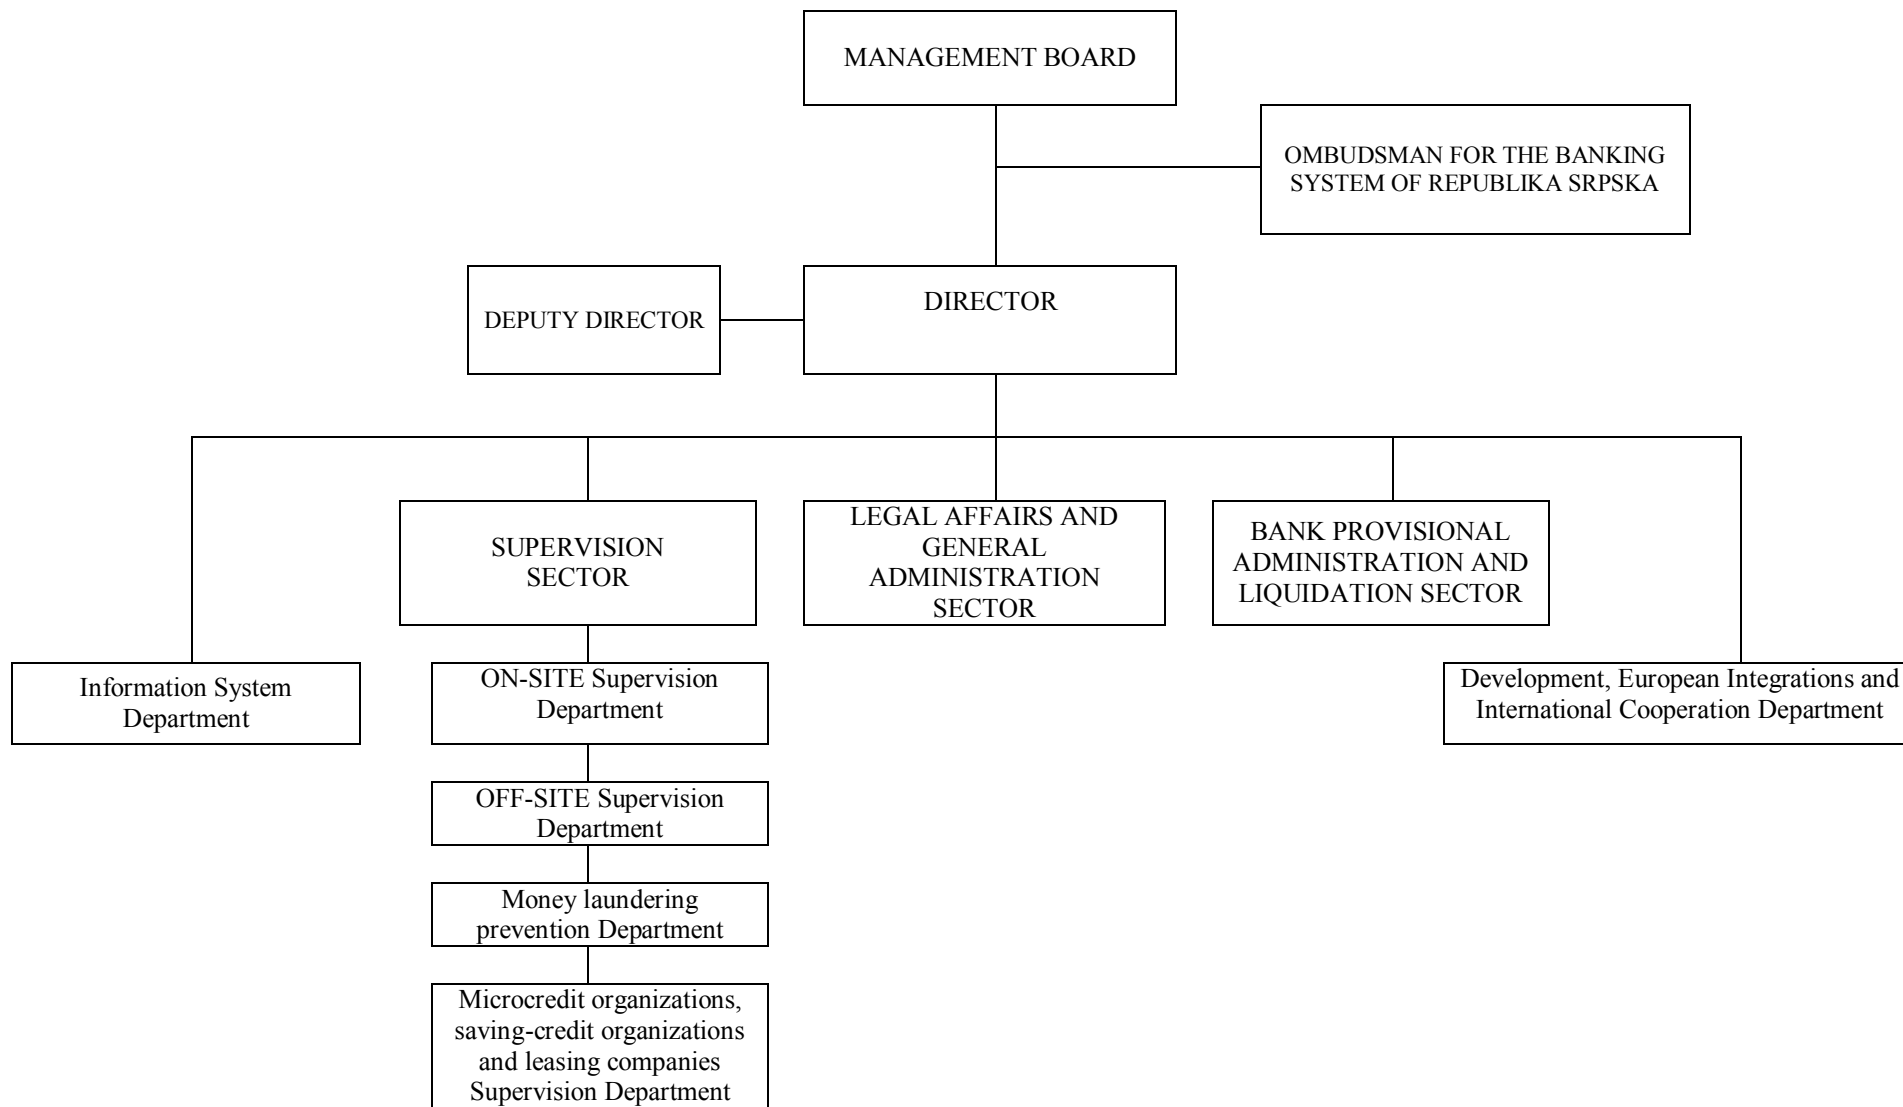 MANAGEMENT BOARD
OMBUDSMAN FOR THE BANKING
SYSTEM OF REPUBLIKA SRPSKA
DEPUTY DIRECTOR
DIRECTOR
SUPERVISION
SECTOR
LEGAL AFFAIRS AND
GENERAL
ADMINISTRATION
SECTOR
BANK PROVISIONAL
ADMINISTRATION AND
LIQUIDATION SECTOR
Information System
Department
ON-SITE Supervision
Department
Development, European Integrations and
International Cooperation Department
OFF-SITE Supervision
Department
Money laundering
prevention Department
Microcredit organizations,
saving-credit organizations
and leasing companies
Supervision Department